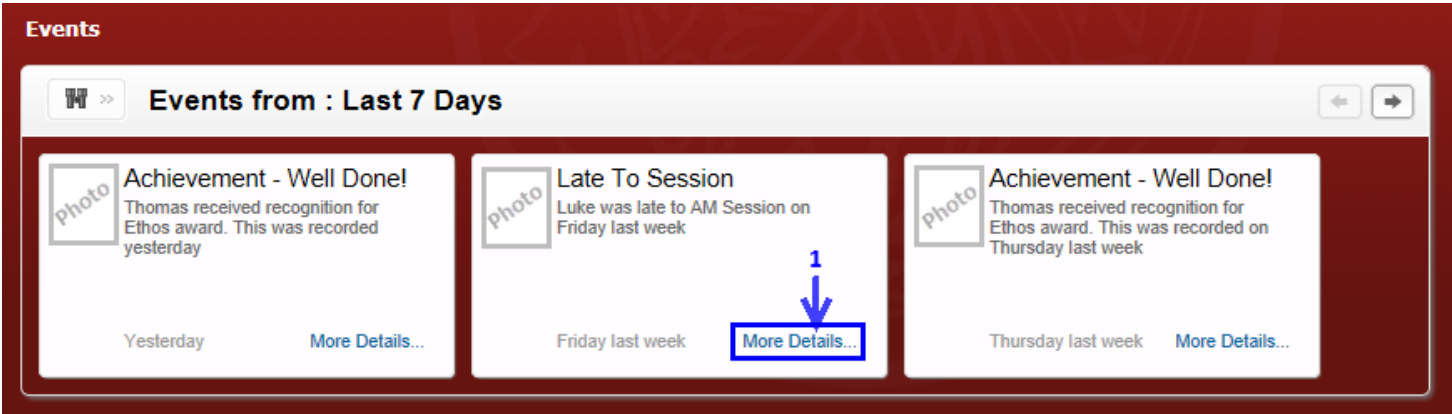 Events
Events from : Last 7 Days
Photo
Achievement - Well Done!
Thomas received recognition for
Ethos award. This was recorded
yesterday
Yesterday
More Details...
Photo
Late To Session
Luke was late to AM Session on
Friday last week
1
Friday last week
More Details...
Photo
Achievement - Well Done!
Thomas received recognition for
Ethos award. This was recorded on
Thursday last week
Thursday last week
More Details...